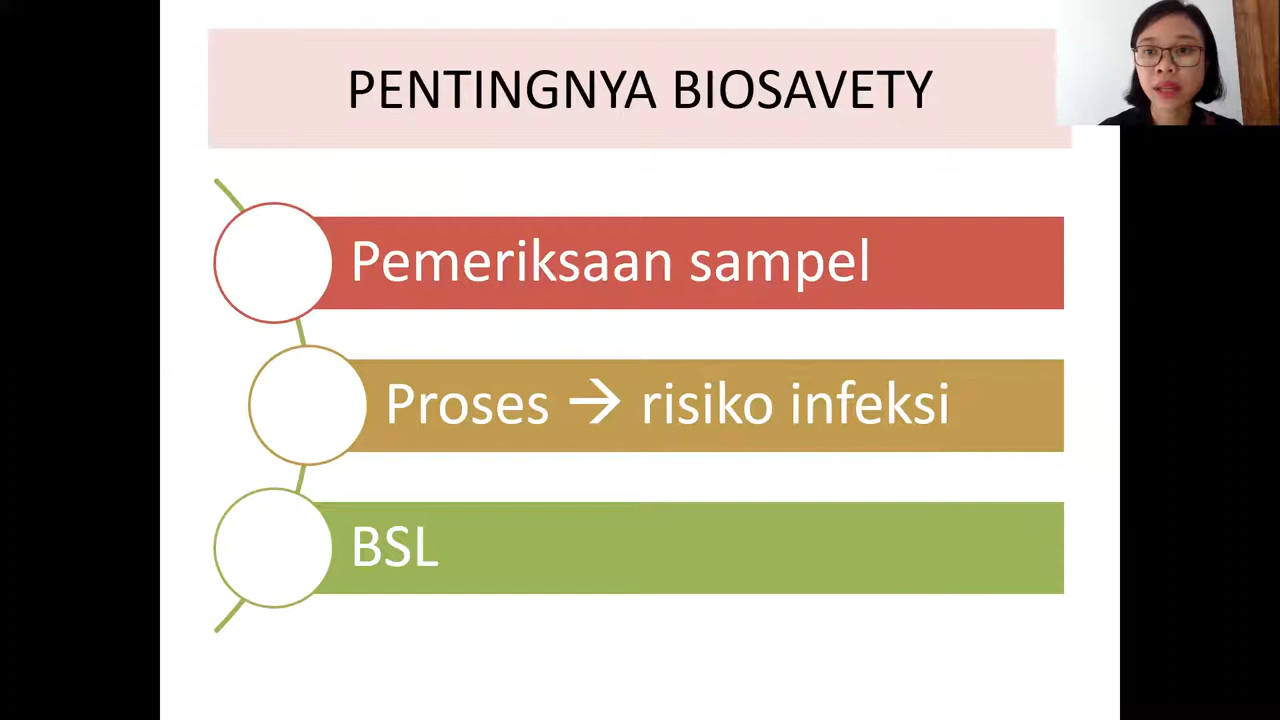 PENTINGNYA BIOSAVETY
Pemeriksaan sampel
Proses → risiko infeksi
BSL